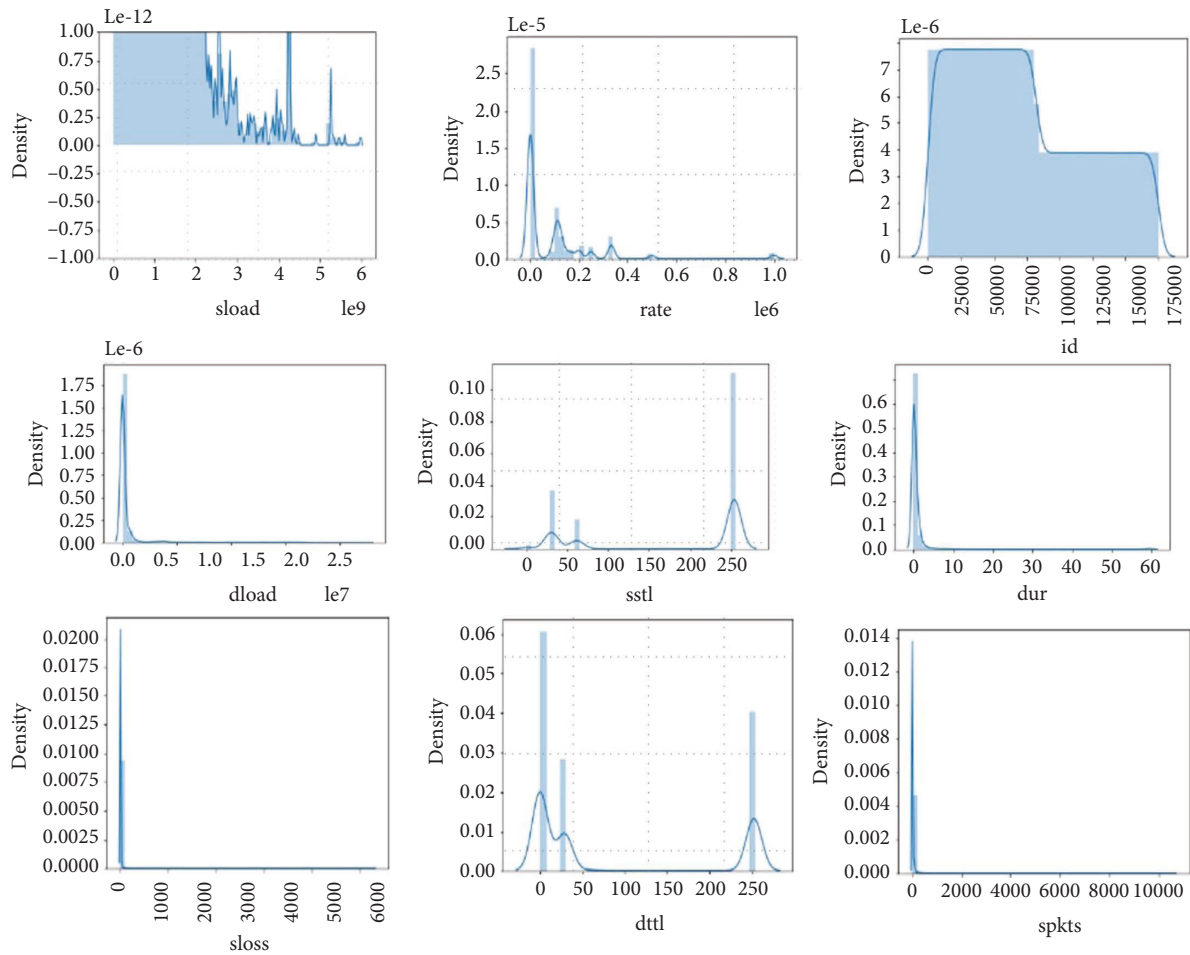 Le-12
Density
1.00
0.75
0.50
0.25
0.00
−0.25
−0.50
−0.75
−1.00
0 1 2 3 4 5 6
sload le9
Le-5
Density
2.5
2.0
1.5
1.0
0.5
0.0
0.0 0.2 0.4 0.6 0.8 1.0
rate le6
Le-6
Density
7
6
5
4
3
2
1
0
0 25000 50000 75000 100000 125000 150000 175000
id
Le-6
Density
1.75
1.50
1.25
1.00
0.75
0.50
0.25
0.00
0.0 0.5 1.0 1.5 2.0 2.5
dload le7
Density
0.10
0.08
0.06
0.04
0.02
0.00
0 50 100 150 200 250
sstl
Density
0.6
0.5
0.4
0.3
0.2
0.1
0.0
0 10 20 30 40 50 60
dur
Density
0.0200
0.0175
0.0150
0.0125
0.0100
0.0075
0.0050
0.0025
0.0000
0 1000 2000 3000 4000 5000 6000
sloss
Density
0.06
0.05
0.04
0.03
0.02
0.01
0.00
0 50 100 150 200 250
dttl
Density
0.014
0.012
0.010
0.008
0.006
0.004
0.002
0.000
0 2000 4000 6000 8000 10000
spkts